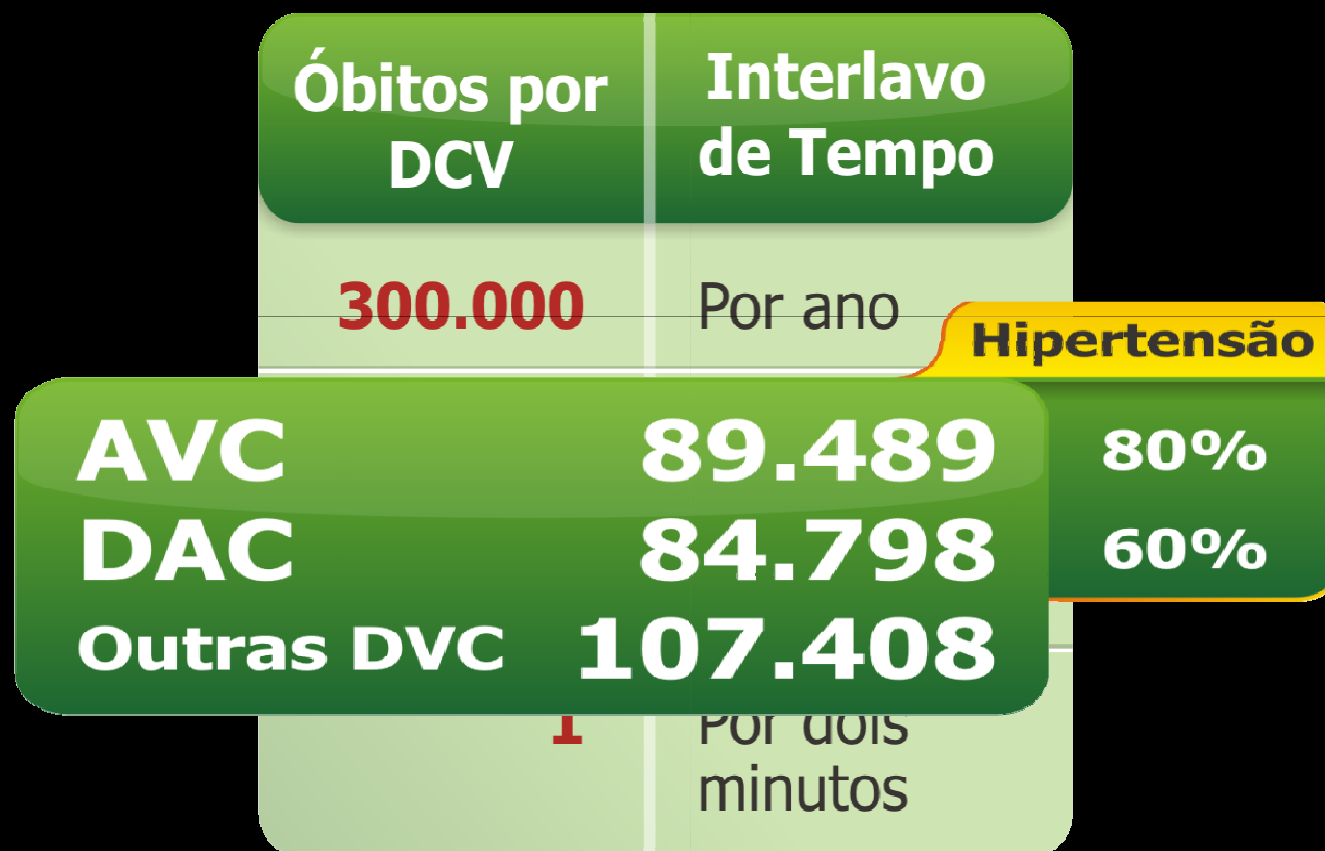 Óbitos por
DCV
Interlavo
de Tempo
300.000 Por ano
Hipertensão
AVC 89.489 80%
DAC 84.798 60%
Outras DVC 107.408
1 Por dois
minutos